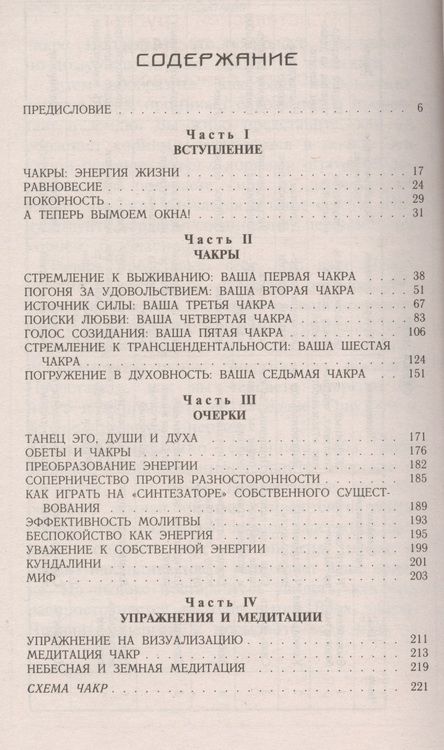 СОДЕРЖАНИЕ
ПРЕДИСЛОВИЕ . . . . . . . . . . 6
Часть I
ВСТУПЛЕНИЕ
ЧАКРЫ: ЭНЕРГИЯ ЖИЗНИ . . . . . . . . . . 17
РАВНОВЕСИЕ . . . . . . . . . . 24
ПОКОРНОСТЬ . . . . . . . . . . 29
А ТЕПЕРЬ ВЫМОЕМ ОКНА! . . . . . . . . . . 31
Часть II
ЧАКРЫ
СТРЕМЛЕНИЕ К ВЫЖИВАНИЮ: ВАША ПЕРВАЯ ЧАКРА . . . 38
ПОГОНЯ ЗА УДОВОЛЬСТВИЕМ: ВАША ВТОРАЯ ЧАКРА . . . 51
ИСТОЧНИК СИЛЫ: ВАША ТРЕТЬЯ ЧАКРА . . . . . . . . . . 67
ПОИСКИ ЛЮБВИ: ВАША ЧЕТВЕРТАЯ ЧАКРА . . . . . . . . 83
ГОЛОС СОЗИДАНИЯ: ВАША ПЯТАЯ ЧАКРА . . . . . . . . . 106
СТРЕМЛЕНИЕ К ТРАНСЦЕНДЕНТАЛЬНОСТИ: ВАША ШЕСТАЯ
ЧАКРА . . . . . . . . . . 124
ПОГРУЖЕНИЕ В ДУХОВНОСТЬ: ВАША СЕДЬМАЯ ЧАКРА . . 151
Часть III
ОЧЕРКИ
ТАНЕЦ ЭГО, ДУШИ И ДУХА . . . . . . . . . . 171
ОБЕТЫ И ЧАКРЫ . . . . . . . . . . 176
ПРЕОБРАЗОВАНИЕ ЭНЕРГИИ . . . . . . . . . . 182
СОПЕРНИЧЕСТВО ПРОТИВ РАЗНОСТОРОННОСТИ . . . . . 185
КАК ИГРАТЬ НА «СИНТЕЗАТОРЕ» СОБСТВЕННОГО СУЩЕСТ-
ВОВАНИЯ . . . . . . . . . . 189
ЭФФЕКТИВНОСТЬ МОЛИТВЫ . . . . . . . . . . 193
БЕСПОКОЙСТВО КАК ЭНЕРГИЯ . . . . . . . . . . 195
УВАЖЕНИЕ К СОБСТВЕННОЙ ЭНЕРГИИ . . . . . . . . . . 199
КУНДАЛИНИ . . . . . . . . . . 201
МИФ . . . . . . . . . . 203
Часть IV
УПРАЖНЕНИЯ И МЕДИТАЦИИ
УПРАЖНЕНИЕ НА ВИЗУАЛИЗАЦИЮ . . . . . . . . . . 211
МЕДИТАЦИЯ ЧАКР . . . . . . . . . . 213
НЕБЕСНАЯ И ЗЕМНАЯ МЕДИТАЦИЯ . . . . . . . . . . 219
СХЕМА ЧАКР . . . . . . . . . . 221